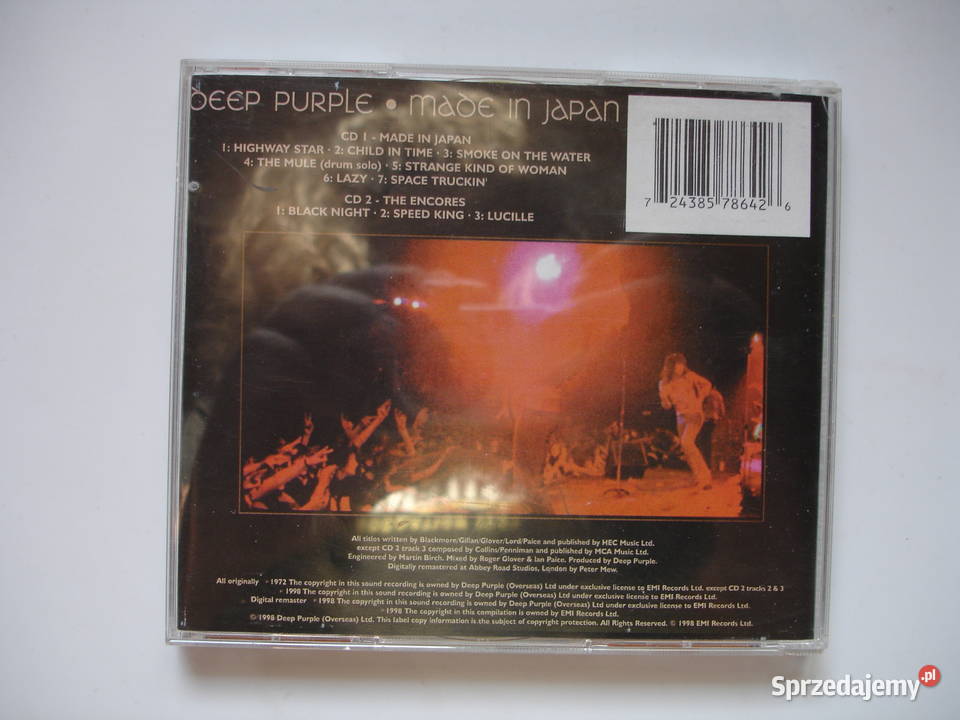 DEEP PURPLE • MADE IN JAPAN
CD 1 - MADE IN JAPAN
1: HIGHWAY STAR · 2: CHILD IN TIME · 3: SMOKE ON THE WATER
4: THE MULE (drum solo) · 5: STRANGE KIND OF WOMAN
6: LAZY · 7: SPACE TRUCKIN'
CD 2 - THE ENCORES
1: BLACK NIGHT · 2: SPEED KING · 3: LUCILLE
7 24385 78642 6
All titles written by Blackmore/Gillan/Glover/Lord/Paice and published by HEC Music Ltd.
except CD 2 track 3 composed by Collins/Penniman and published by MCA Music Ltd.
Engineered by Martin Birch. Mixed by Roger Glover & Ian Paice. Produced by Deep Purple.
Digitally remastered at Abbey Road Studios, London by Peter Mew.
All originally ℗ 1972 The copyright in this sound recording is owned by Deep Purple (Overseas) Ltd under exclusive license to EMI Records Ltd. except CD 2 tracks 2 & 3
℗ 1998 The copyright in this sound recording is owned by Deep Purple (Overseas) Ltd under exclusive license to EMI Records Ltd.
Digital remaster ℗ 1998 The copyright in this sound recording is owned by Deep Purple (Overseas) Ltd under exclusive license to EMI Records Ltd.
℗ 1998 The copyright in this compilation is owned by EMI Records Ltd.
© 1998 Deep Purple (Overseas) Ltd. This label copy information is the subject of copyright protection. All Rights Reserved. © 1998 EMI Records Ltd.
Sprzedajemy.pl